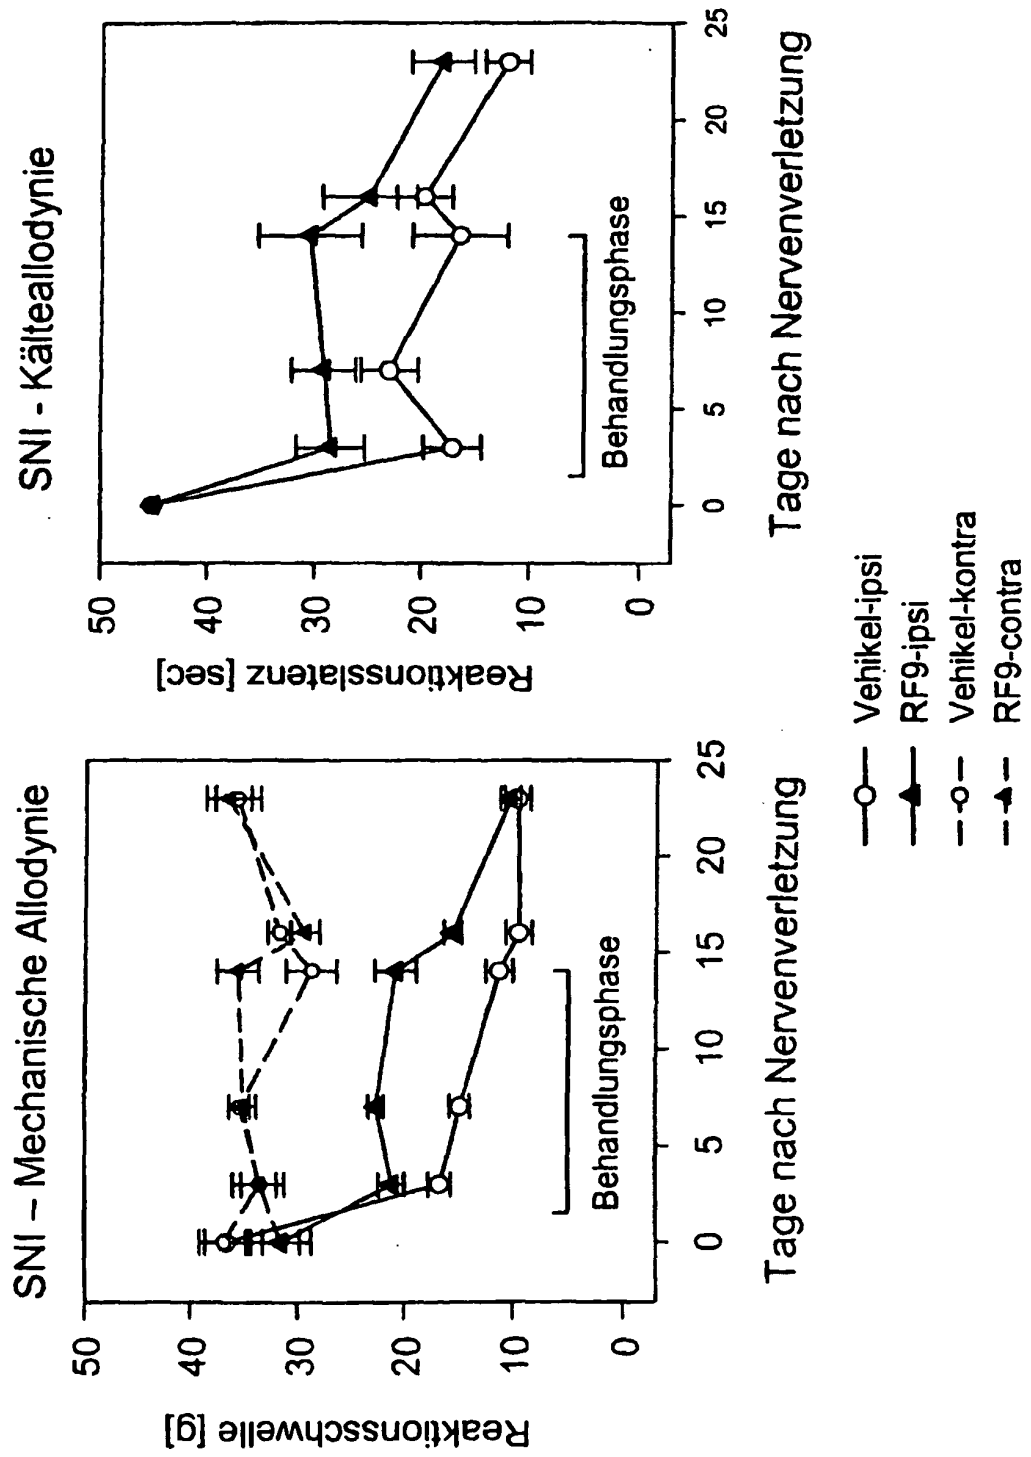 SNI – Mechanische Allodynie
Reaktionsschwelle [g]
50
40
30
20
10
0
Behandlungsphase
0 5 10 15 20 25
Tage nach Nervenverletzung
SNI - Kälteallodynie
Reaktionsslatenz [sec]
50
40
30
20
10
0
Behandlungsphase
0 5 10 15 20 25
Tage nach Nervenverletzung
Vehikel-ipsi
RF9-ipsi
Vehikel-kontra
RF9-contra